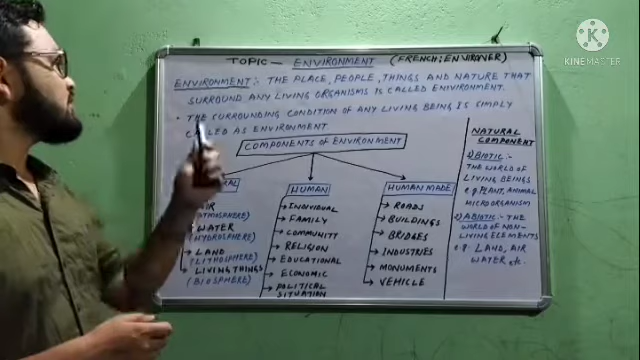 TOPIC — ENVIRONMENT (FRENCH: ENVIRONER)
ENVIRONMENT :- THE PLACE, PEOPLE, THINGS AND NATURE THAT
SURROUND ANY LIVING ORGANISMS IS CALLED ENVIRONMENT.
• THE SURROUNDING CONDITION OF ANY LIVING BEING IS SIMPLY
CALLED AS ENVIRONMENT
COMPONENTS OF ENVIRONMENT
HUMAN
→ INDIVIDUAL
→ FAMILY
→ COMMUNITY
→ RELIGION
→ EDUCATIONAL
→ ECONOMIC
→ POLITICAL
SITUATION
HUMAN MADE
→ ROADS
→ BUILDINGS
→ BRIDGES
→ INDUSTRIES
→ MONUMENTS
→ VEHICLE
→ WATER
(HYDROSPHERE)
→ LAND
(LITHOSPHERE)
→ LIVING THINGS
(BIOSPHERE)
NATURAL
COMPONENT
1) BIOTIC :-
THE WORLD OF
LIVING BEINGS
e.g. PLANT, ANIMAL
MICRORGANISM
2) ABIOTIC :- THE
WORLD OF NON-
LIVING ELEMENTS
e.g. LAND, AIR
WATER etc.
K
KINEMASTER